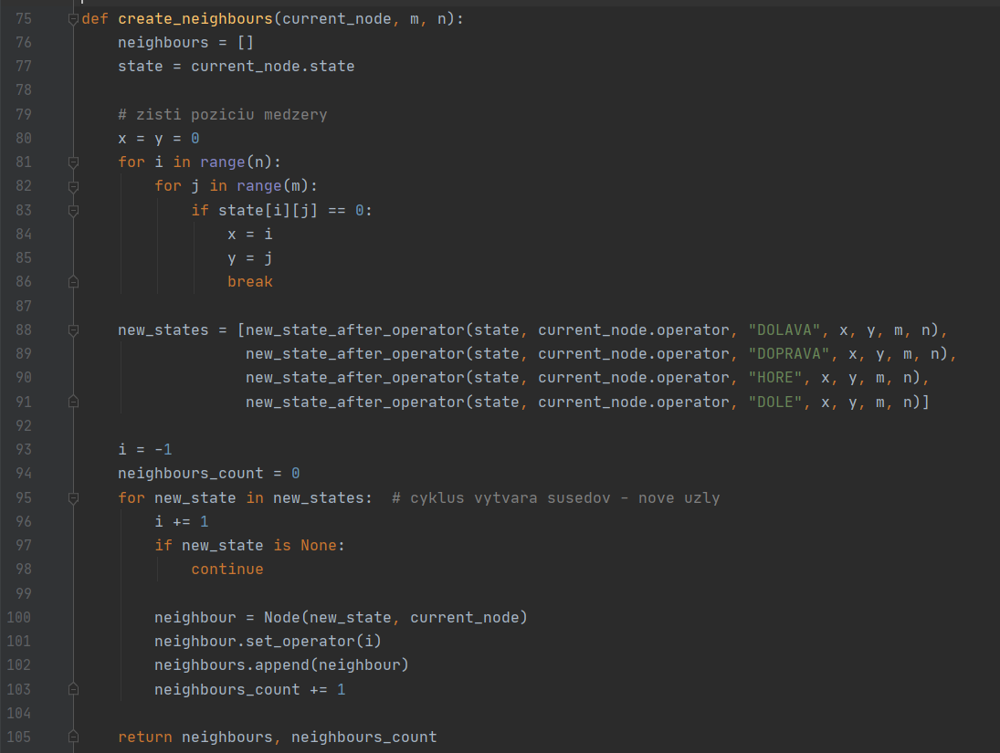 75 def create_neighbours(current_node, m, n):
76     neighbours = []
77     state = current_node.state
78
79     # zisti poziciu medzery
80     x = y = 0
81     for i in range(n):
82         for j in range(m):
83             if state[i][j] == 0:
84                 x = i
85                 y = j
86                 break
87
88     new_states = [new_state_after_operator(state, current_node.operator, "DOLAVA", x, y, m, n),
89                   new_state_after_operator(state, current_node.operator, "DOPRAVA", x, y, m, n),
90                   new_state_after_operator(state, current_node.operator, "HORE", x, y, m, n),
91                   new_state_after_operator(state, current_node.operator, "DOLE", x, y, m, n)]
92
93     i = -1
94     neighbours_count = 0
95     for new_state in new_states:  # cyklus vytvara susedov - nove uzly
96         i += 1
97         if new_state is None:
98             continue
99
100         neighbour = Node(new_state, current_node)
101         neighbour.set_operator(i)
102         neighbours.append(neighbour)
103         neighbours_count += 1
104
105     return neighbours, neighbours_count